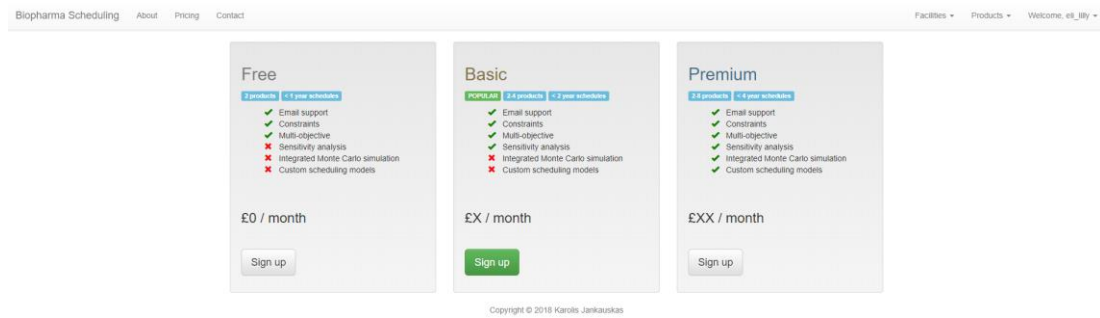 Biopharma Scheduling About Pricing Contact Facilities Products Welcome, eli_lilly
Free
2 products < 1 year schedules
Email support
Constraints
Multi-objective
Sensitivity analysis
Integrated Monte Carlo simulation
Custom scheduling models
£0 / month
Sign up
Basic
POPULAR 2-4 products < 2 year schedules
Email support
Constraints
Multi-objective
Sensitivity analysis
Integrated Monte Carlo simulation
Custom scheduling models
£X / month
Sign up
Premium
2-8 products < 4 year schedules
Email support
Constraints
Multi-objective
Sensitivity analysis
Integrated Monte Carlo simulation
Custom scheduling models
£XX / month
Sign up
Copyright © 2018 Karolis Jankauskas